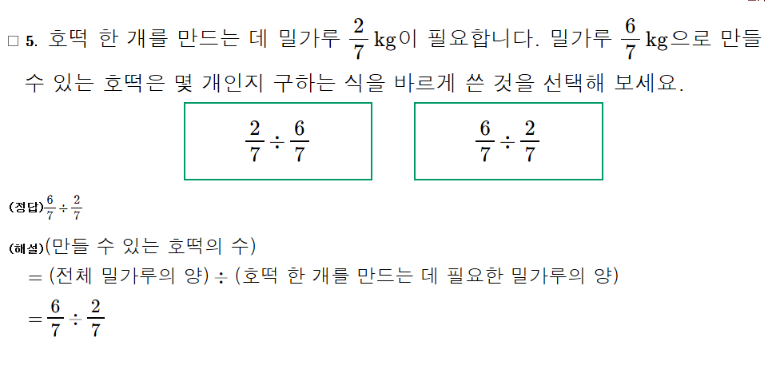 □ 5. 호떡 한 개를 만드는 데 밀가루 2/7 kg이 필요합니다. 밀가루 6/7 kg으로 만들
수 있는 호떡은 몇 개인지 구하는 식을 바르게 쓴 것을 선택해 보세요.
2/7 ÷ 6/7    6/7 ÷ 2/7
(정답) 6/7 ÷ 2/7
(해설)(만들 수 있는 호떡의 수)
= (전체 밀가루의 양) ÷ (호떡 한 개를 만드는 데 필요한 밀가루의 양)
= 6/7 ÷ 2/7